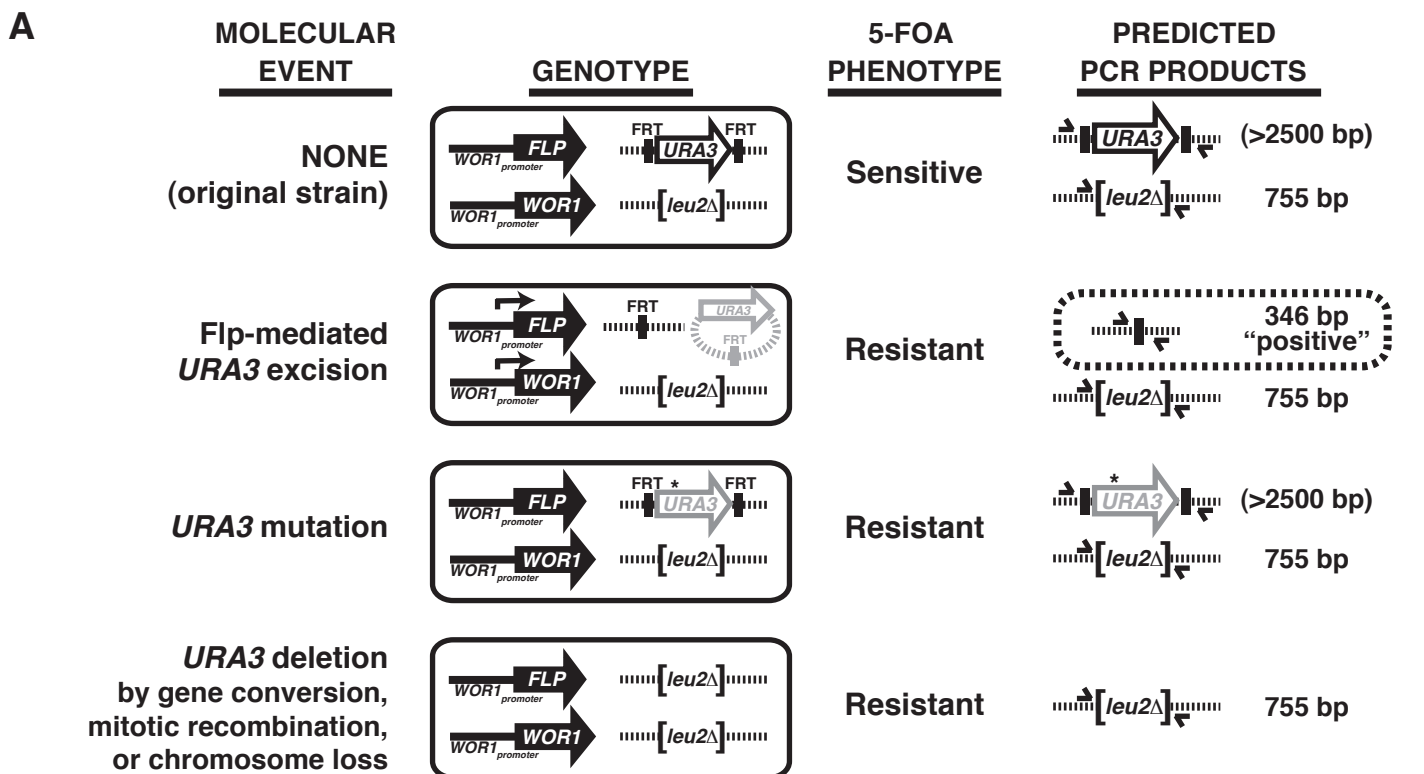 A
MOLECULAR EVENT
GENOTYPE
5-FOA PHENOTYPE
PREDICTED PCR PRODUCTS
NONE
(original strain)
WOR1promoter FLP
FRT URA3 FRT
WOR1promoter WOR1
[leu2Δ]
Sensitive
URA3 (>2500 bp)
[leu2Δ] 755 bp
Flp-mediated
URA3 excision
WOR1promoter FLP
FRT
URA3
FRT
WOR1promoter WOR1
[leu2Δ]
Resistant
346 bp
“positive”
[leu2Δ] 755 bp
URA3 mutation
WOR1promoter FLP
FRT * FRT
URA3
WOR1promoter WOR1
[leu2Δ]
Resistant
*
URA3 (>2500 bp)
[leu2Δ] 755 bp
URA3 deletion
by gene conversion,
mitotic recombination,
or chromosome loss
WOR1promoter FLP
[leu2Δ]
WOR1promoter WOR1
[leu2Δ]
Resistant
[leu2Δ] 755 bp